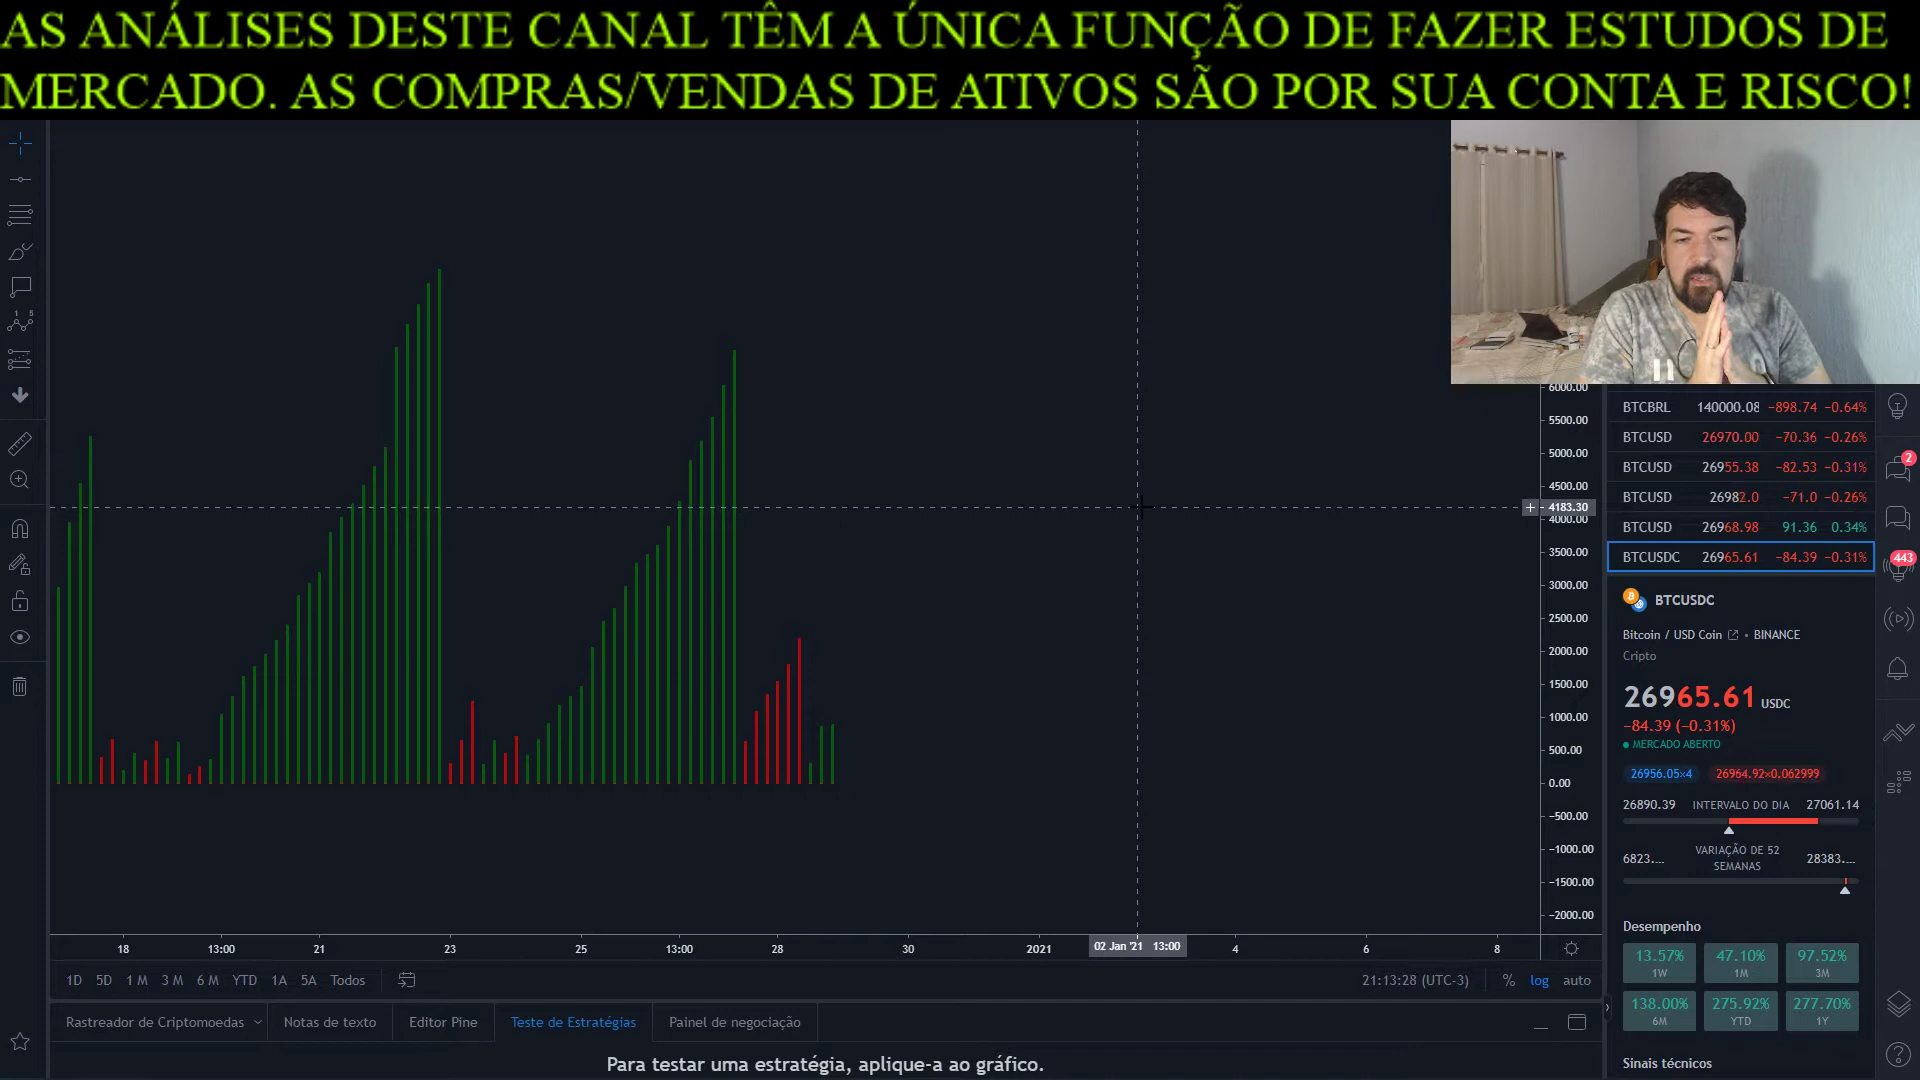 AS ANÁLISES DESTE CANAL TÊM A ÚNICA FUNÇÃO DE FAZER ESTUDOS DE
MERCADO. AS COMPRAS/VENDAS DE ATIVOS SÃO POR SUA CONTA E RISCO!
6000.00
5500.00
5000.00
4500.00
4183.30
4000.00
3500.00
3000.00
2500.00
2000.00
1500.00
1000.00
500.00
0.00
−500.00
−1000.00
−1500.00
−2000.00
BTCBRL 140000.08 −898.74 −0.64%
BTCUSD 26970.00 −70.36 −0.26%
BTCUSD 26955.38 −82.53 −0.31%
BTCUSD 26982.0 −71.0 −0.26%
BTCUSD 26968.98 91.36 0.34%
BTCUSDC 26965.61 −84.39 −0.31%
2
443
BTCUSDC
Bitcoin / USD Coin • BINANCE
Cripto
26965.61 USDC
−84.39 (−0.31%)
MERCADO ABERTO
26956.05×4 26964.92×0.062999
26890.39 INTERVALO DO DIA 27061.14
6823.... VARIAÇÃO DE 52 SEMANAS 28383....
Desempenho
13.57% 47.10% 97.52%
1W 1M 3M
138.00% 275.92% 277.70%
6M YTD 1Y
Sinais técnicos
18 13:00 21 23 25 13:00 28 30 2021 02 Jan '21 13:00 4 6 8
1D 5D 1 M 3 M 6 M YTD 1A 5A Todos 21:13:28 (UTC-3) % log auto
Rastreador de Criptomoedas Notas de texto Editor Pine Teste de Estratégias Painel de negociação
Para testar uma estratégia, aplique-a ao gráfico.